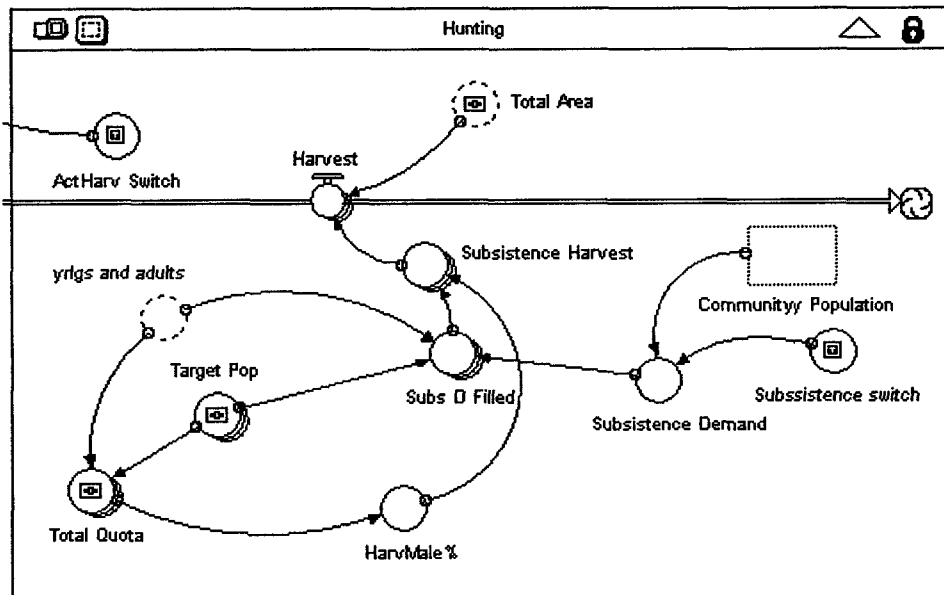 Hunting
Total Area
ActHarv Switch
Harvest
Subsistence Harvest
yrlgs and adults
Communityy Population
Target Pop
Subs D Filled
Subssistence switch
Subsistence Demand
Total Quota
HarvMale%